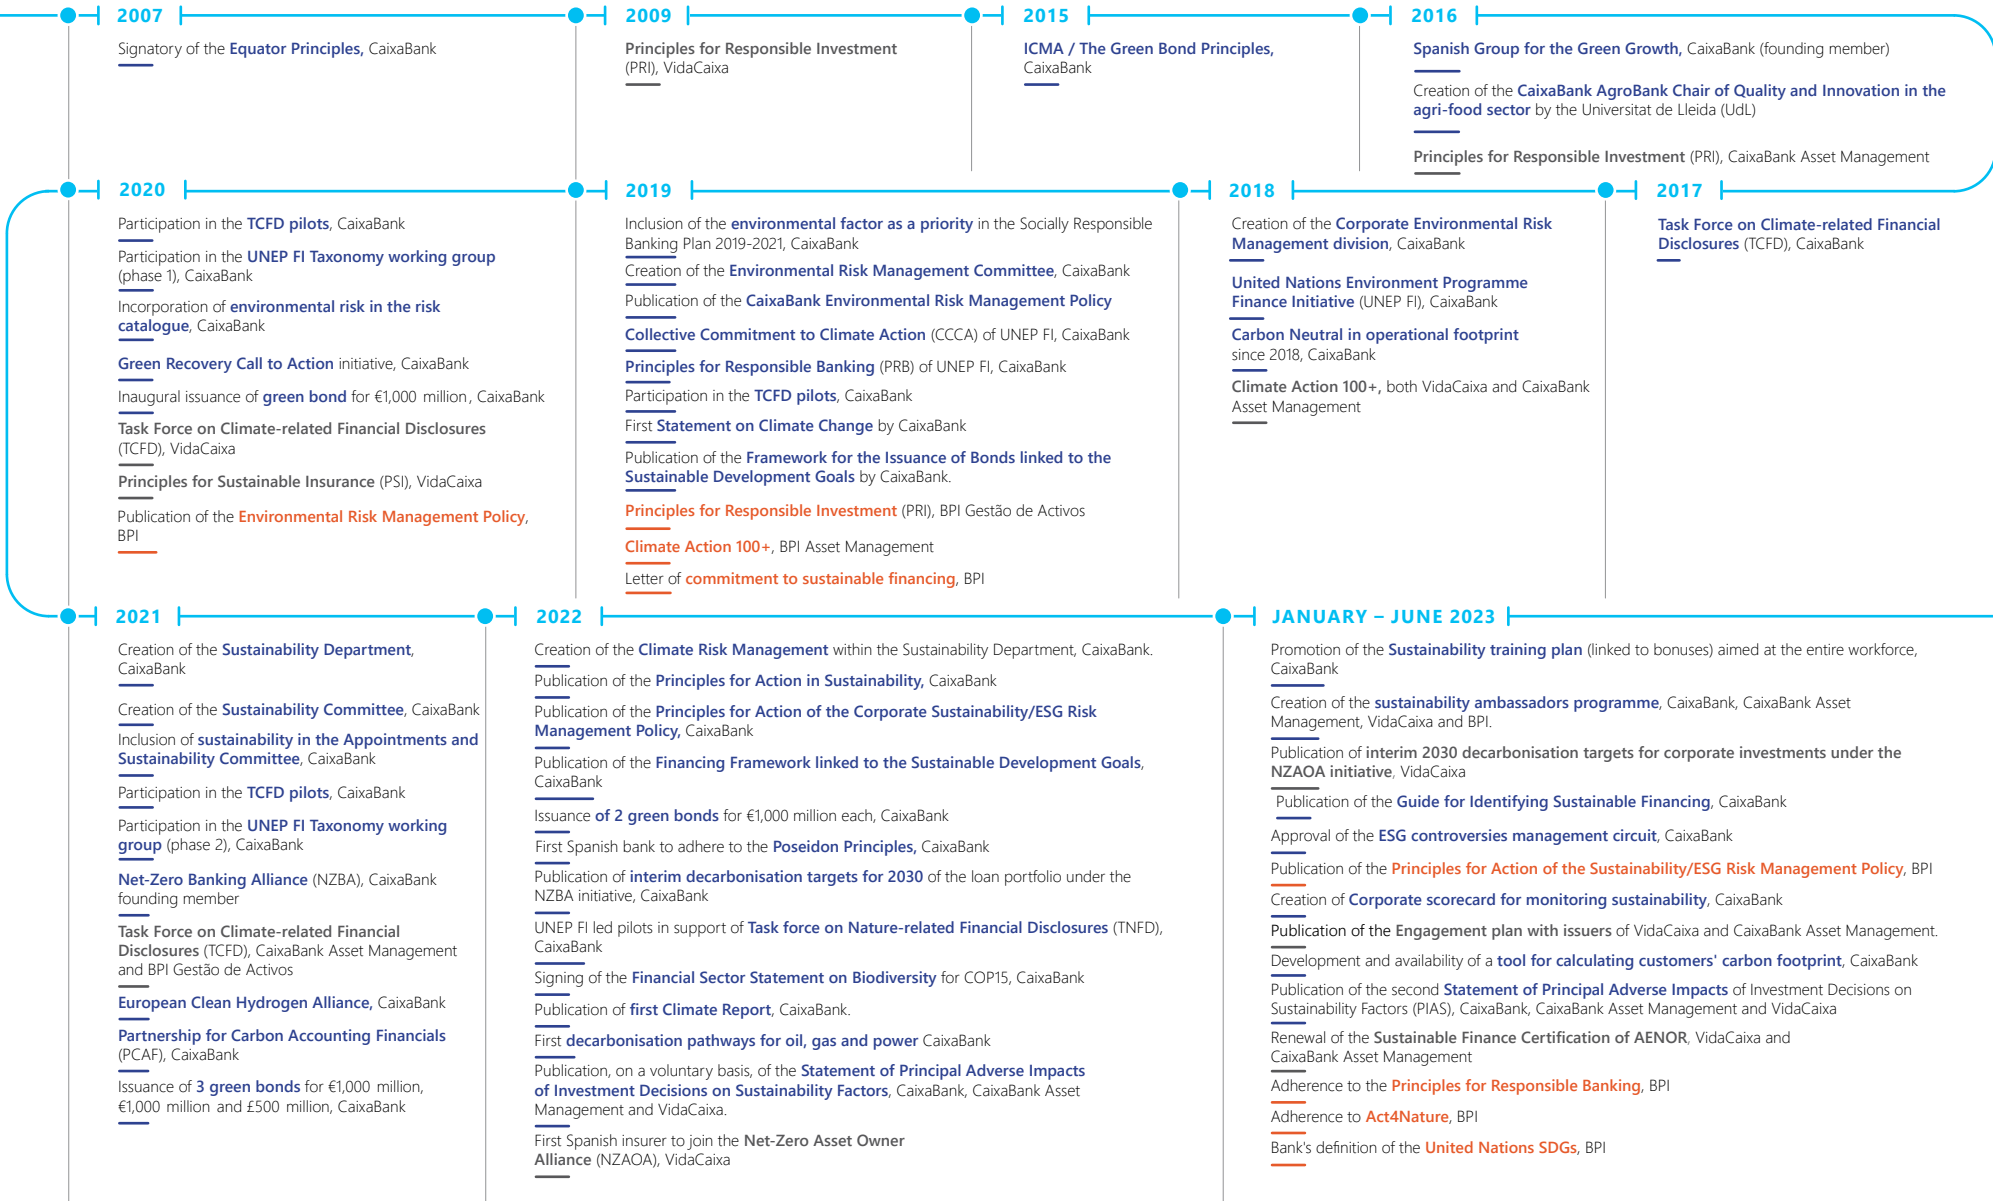 2007
Signatory of the Equator Principles, CaixaBank
2009
Principles for Responsible Investment
(PRI), VidaCaixa
2015
ICMA / The Green Bond Principles,
CaixaBank
2016
Spanish Group for the Green Growth, CaixaBank (founding member)
Creation of the CaixaBank AgroBank Chair of Quality and Innovation in the
agri-food sector by the Universitat de Lleida (UdL)
Principles for Responsible Investment (PRI), CaixaBank Asset Management
2017
Task Force on Climate-related Financial
Disclosures (TCFD), CaixaBank
2018
Creation of the Corporate Environmental Risk
Management division, CaixaBank
United Nations Environment Programme
Finance Initiative (UNEP FI), CaixaBank
Carbon Neutral in operational footprint
since 2018, CaixaBank
Climate Action 100+, both VidaCaixa and CaixaBank
Asset Management
2019
Inclusion of the environmental factor as a priority in the Socially Responsible
Banking Plan 2019-2021, CaixaBank
Creation of the Environmental Risk Management Committee, CaixaBank
Publication of the CaixaBank Environmental Risk Management Policy
Collective Commitment to Climate Action (CCCA) of UNEP FI, CaixaBank
Principles for Responsible Banking (PRB) of UNEP FI, CaixaBank
Participation in the TCFD pilots, CaixaBank
First Statement on Climate Change by CaixaBank
Publication of the Framework for the Issuance of Bonds linked to the
Sustainable Development Goals by CaixaBank.
Principles for Responsible Investment (PRI), BPI Gestão de Activos
Climate Action 100+, BPI Asset Management
Letter of commitment to sustainable financing, BPI
2020
Participation in the TCFD pilots, CaixaBank
Participation in the UNEP FI Taxonomy working group
(phase 1), CaixaBank
Incorporation of environmental risk in the risk
catalogue, CaixaBank
Green Recovery Call to Action initiative, CaixaBank
Inaugural issuance of green bond for €1,000 million, CaixaBank
Task Force on Climate-related Financial Disclosures
(TCFD), VidaCaixa
Principles for Sustainable Insurance (PSI), VidaCaixa
Publication of the Environmental Risk Management Policy,
BPI
2021
Creation of the Sustainability Department,
CaixaBank
Creation of the Sustainability Committee, CaixaBank
Inclusion of sustainability in the Appointments and
Sustainability Committee, CaixaBank
Participation in the TCFD pilots, CaixaBank
Participation in the UNEP FI Taxonomy working
group (phase 2), CaixaBank
Net-Zero Banking Alliance (NZBA), CaixaBank
founding member
Task Force on Climate-related Financial
Disclosures (TCFD), CaixaBank Asset Management
and BPI Gestão de Activos
European Clean Hydrogen Alliance, CaixaBank
Partnership for Carbon Accounting Financials
(PCAF), CaixaBank
Issuance of 3 green bonds for €1,000 million,
€1,000 million and £500 million, CaixaBank
2022
Creation of the Climate Risk Management within the Sustainability Department, CaixaBank.
Publication of the Principles for Action in Sustainability, CaixaBank
Publication of the Principles for Action of the Corporate Sustainability/ESG Risk
Management Policy, CaixaBank
Publication of the Financing Framework linked to the Sustainable Development Goals,
CaixaBank
Issuance of 2 green bonds for €1,000 million each, CaixaBank
First Spanish bank to adhere to the Poseidon Principles, CaixaBank
Publication of interim decarbonisation targets for 2030 of the loan portfolio under the
NZBA initiative, CaixaBank
UNEP FI led pilots in support of Task force on Nature-related Financial Disclosures (TNFD),
CaixaBank
Signing of the Financial Sector Statement on Biodiversity for COP15, CaixaBank
Publication of first Climate Report, CaixaBank.
First decarbonisation pathways for oil, gas and power CaixaBank
Publication, on a voluntary basis, of the Statement of Principal Adverse Impacts
of Investment Decisions on Sustainability Factors, CaixaBank, CaixaBank Asset
Management and VidaCaixa.
First Spanish insurer to join the Net-Zero Asset Owner
Alliance (NZAOA), VidaCaixa
JANUARY – JUNE 2023
Promotion of the Sustainability training plan (linked to bonuses) aimed at the entire workforce,
CaixaBank
Creation of the sustainability ambassadors programme, CaixaBank, CaixaBank Asset
Management, VidaCaixa and BPI.
Publication of interim 2030 decarbonisation targets for corporate investments under the
NZAOA initiative, VidaCaixa
Publication of the Guide for Identifying Sustainable Financing, CaixaBank
Approval of the ESG controversies management circuit, CaixaBank
Publication of the Principles for Action of the Sustainability/ESG Risk Management Policy, BPI
Creation of Corporate scorecard for monitoring sustainability, CaixaBank
Publication of the Engagement plan with issuers of VidaCaixa and CaixaBank Asset Management.
Development and availability of a tool for calculating customers' carbon footprint, CaixaBank
Publication of the second Statement of Principal Adverse Impacts of Investment Decisions on
Sustainability Factors (PIAS), CaixaBank, CaixaBank Asset Management and VidaCaixa
Renewal of the Sustainable Finance Certification of AENOR, VidaCaixa and
CaixaBank Asset Management
Adherence to the Principles for Responsible Banking, BPI
Adherence to Act4Nature, BPI
Bank's definition of the United Nations SDGs, BPI